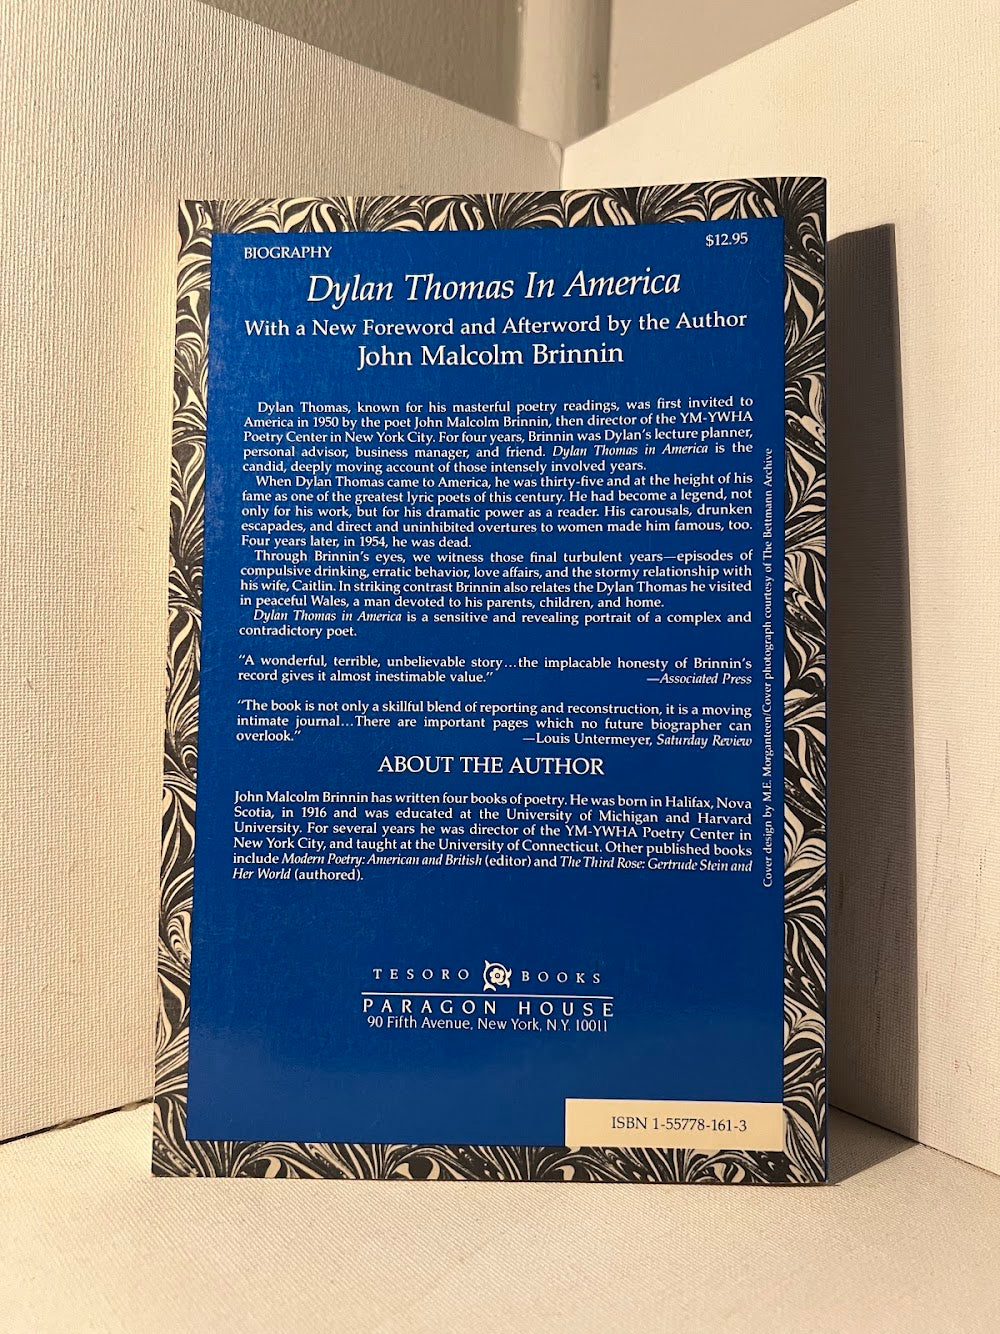 BIOGRAPHY
$12.95
Dylan Thomas In America
With a New Foreword and Afterword by the Author
John Malcolm Brinnin
Dylan Thomas, known for his masterful poetry readings, was first invited to
America in 1950 by the poet John Malcolm Brinnin, then director of the YM-YWHA
Poetry Center in New York City. For four years, Brinnin was Dylan's lecture planner,
personal advisor, business manager, and friend. Dylan Thomas in America is the
candid, deeply moving account of those intensely involved years.
When Dylan Thomas came to America, he was thirty-five and at the height of his
fame as one of the greatest lyric poets of this century. He had become a legend, not
only for his work, but for his dramatic power as a reader. His carousals, drunken
escapades, and direct and uninhibited overtures to women made him famous, too.
Four years later, in 1954, he was dead.
Through Brinnin's eyes, we witness those final turbulent years—episodes of
compulsive drinking, erratic behavior, love affairs, and the stormy relationship with
his wife, Caitlin. In striking contrast Brinnin also relates the Dylan Thomas he visited
in peaceful Wales, a man devoted to his parents, children, and home.
Dylan Thomas in America is a sensitive and revealing portrait of a complex and
contradictory poet.
"A wonderful, terrible, unbelievable story...the implacable honesty of Brinnin's
record gives it almost inestimable value." —Associated Press
"The book is not only a skillful blend of reporting and reconstruction, it is a moving
intimate journal...There are important pages which no future biographer can
overlook." —Louis Untermeyer, Saturday Review
ABOUT THE AUTHOR
John Malcolm Brinnin has written four books of poetry. He was born in Halifax, Nova
Scotia, in 1916 and was educated at the University of Michigan and Harvard
University. For several years he was director of the YM-YWHA Poetry Center in
New York City, and taught at the University of Connecticut. Other published books
include Modern Poetry: American and British (editor) and The Third Rose: Gertrude Stein and
Her World (authored).
Cover design by M.E. Morganteen/Cover photograph courtesy of The Bettmann Archive
TESORO BOOKS
PARAGON HOUSE
90 Fifth Avenue, New York, N.Y. 10011
ISBN 1-55778-161-3